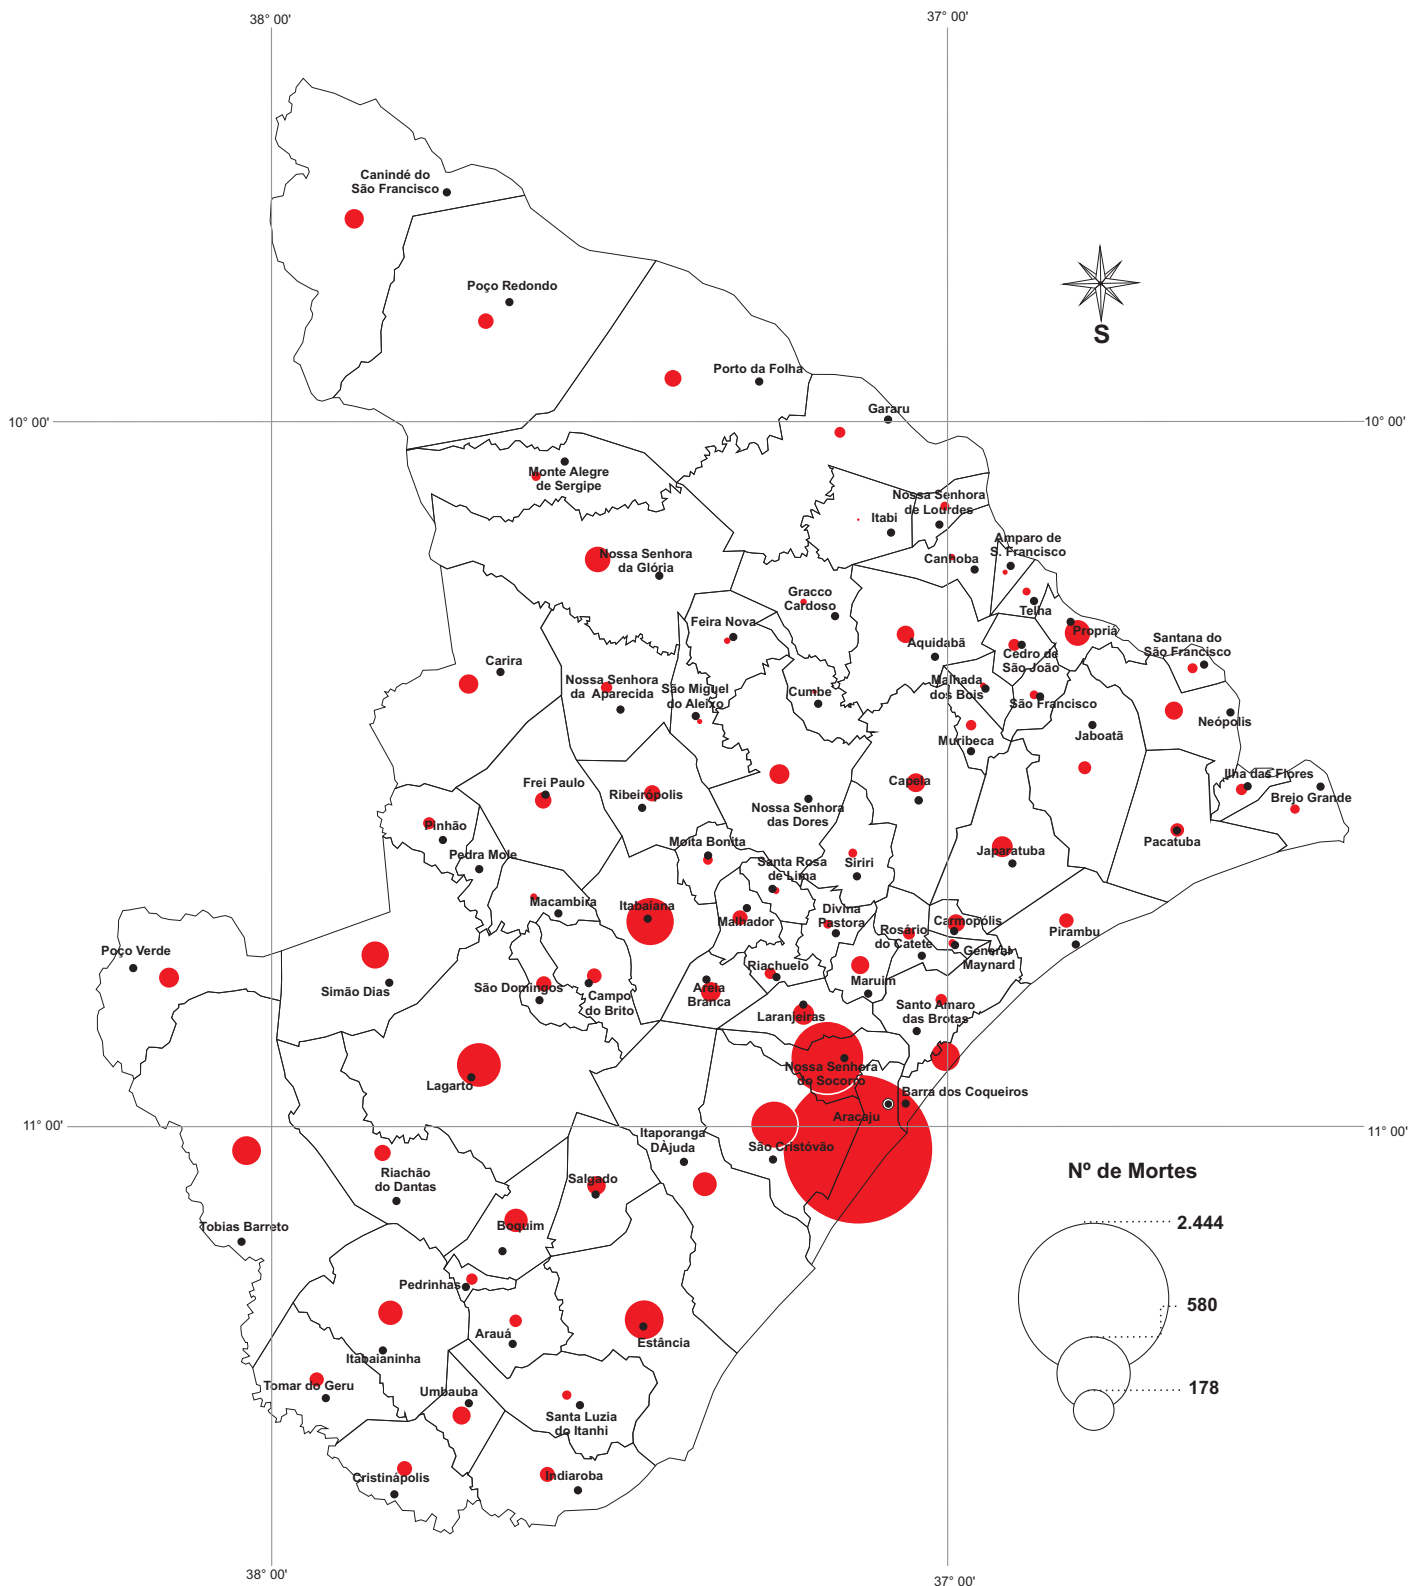 38° 00'
37° 00'
Canindé do
São Francisco
Poço Redondo
S
Porto da Folha
Gararu
10° 00'
10° 00'
Monte Alegre
de Sergipe
Nossa Senhora
de Lourdes
Itabi
Nossa Senhora
da Glória
Amparo de
S. Francisco
Canhoba
Gracco
Cardoso
Telha
Feira Nova
Propriá
Aquidabã
Santana do
São Francisco
Cedro de
São João
Carira
Nossa Senhora
da Aparecida
São Miguel
do Aleixo
Cumbe
Malhada
dos Bois
São Francisco
Neópolis
Jaboatã
Muribeca
Frei Paulo
Ribeirópolis
Capela
Nossa Senhora
das Dores
Ilha das Flores
Brejo Grande
Pinhão
Pedra Mole
Moita Bonita
Santa Rosa
de Lima
Siriri
Japaratuba
Pacatuba
Macambira
Itabaiana
Malhador
Divina
Pastora
Rosário
do Catete
Carmopólis
Pirambu
General
Maynard
Poço Verde
Simão Dias
São Domingos
Campo
do Brito
Areia
Branca
Riachuelo
Maruim
Laranjeiras
Santo Amaro
das Brotas
Lagarto
Nossa Senhora
do Socorro
Barra dos Coqueiros
Aracaju
11° 00'
11° 00'
Itaporanga
DÀjuda
São Cristóvão
Riachão
do Dantas
Salgado
Nº de Mortes
Tobias Barreto
Boquim
2.444
Pedrinhas
580
Arauá
Estância
Itabaianinha
Tomar do Geru
Umbauba
178
Santa Luzia
do Itanhi
Cristinápolis
Indiaroba
38° 00'
37° 00'